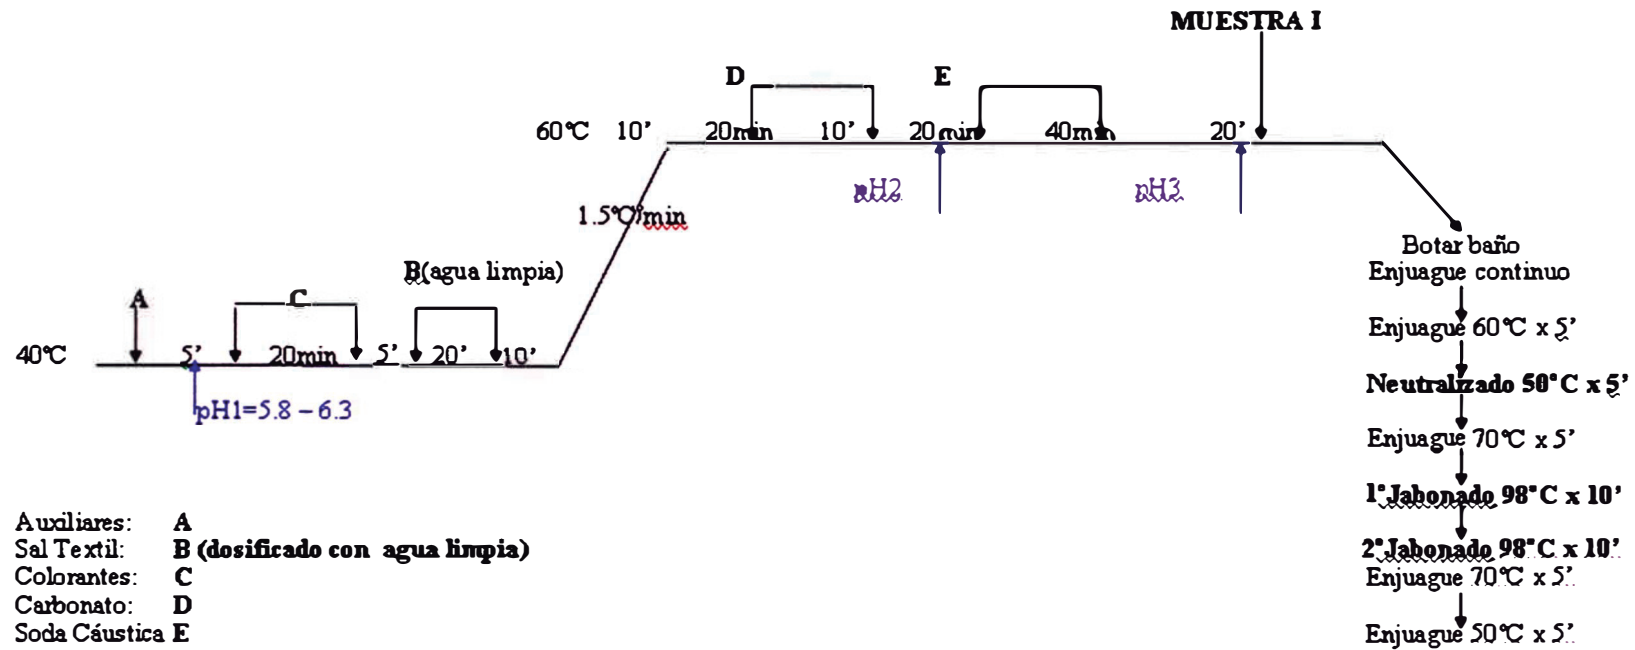 MUESTRA I
D E
60°C 10’ 20min 10’ 20min 40min 20’
pH2 pH3
1.5°C/min
B(agua limpia)
A C
40°C 5’ 20min 5’ 20’ 10’
pH1=5.8 – 6.3
Botar baño
Enjuague continuo
Enjuague 60°C x 5’
Neutralizado 50°C x 5’
Enjuague 70°C x 5’
1°Jabonado 98°C x 10’
2°Jabonado 98°C x 10’
Enjuague 70°C x 5’
Enjuague 50°C x 5’
Auxiliares: A
Sal Textil: B (dosificado con agua limpia)
Colorantes: C
Carbonato: D
Soda Cáustica E